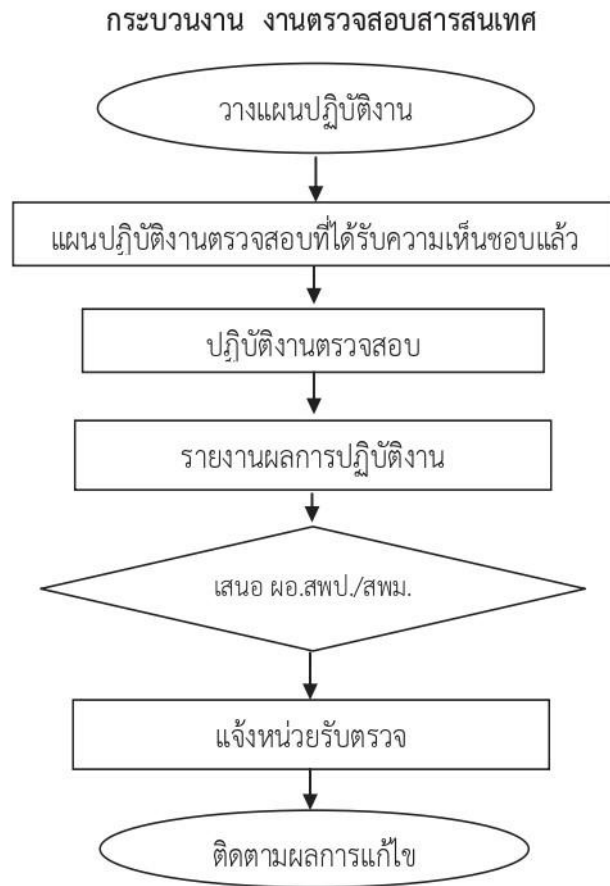 กระบวนงาน งานตรวจสอบสารสนเทศ
วางแผนปฏิบัติงาน
แผนปฏิบัติงานตรวจสอบที่ได้รับความเห็นชอบแล้ว
ปฏิบัติงานตรวจสอบ
รายงานผลการปฏิบัติงาน
เสนอ ผอ.สพป./สพม.
แจ้งหน่วยรับตรวจ
ติดตามผลการแก้ไข